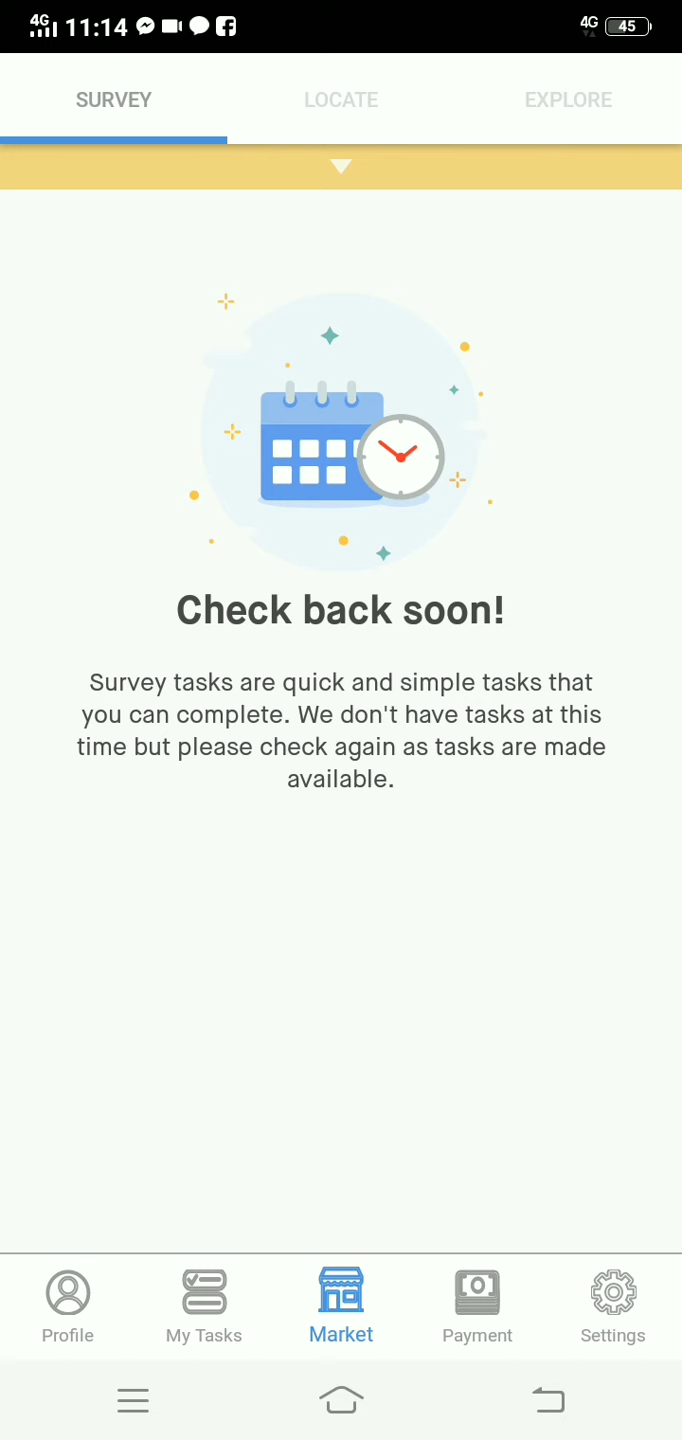 4G 11:14 4G 45
SURVEY LOCATE EXPLORE
Check back soon!
Survey tasks are quick and simple tasks that
you can complete. We don't have tasks at this
time but please check again as tasks are made
available.
Profile My Tasks Market Payment Settings